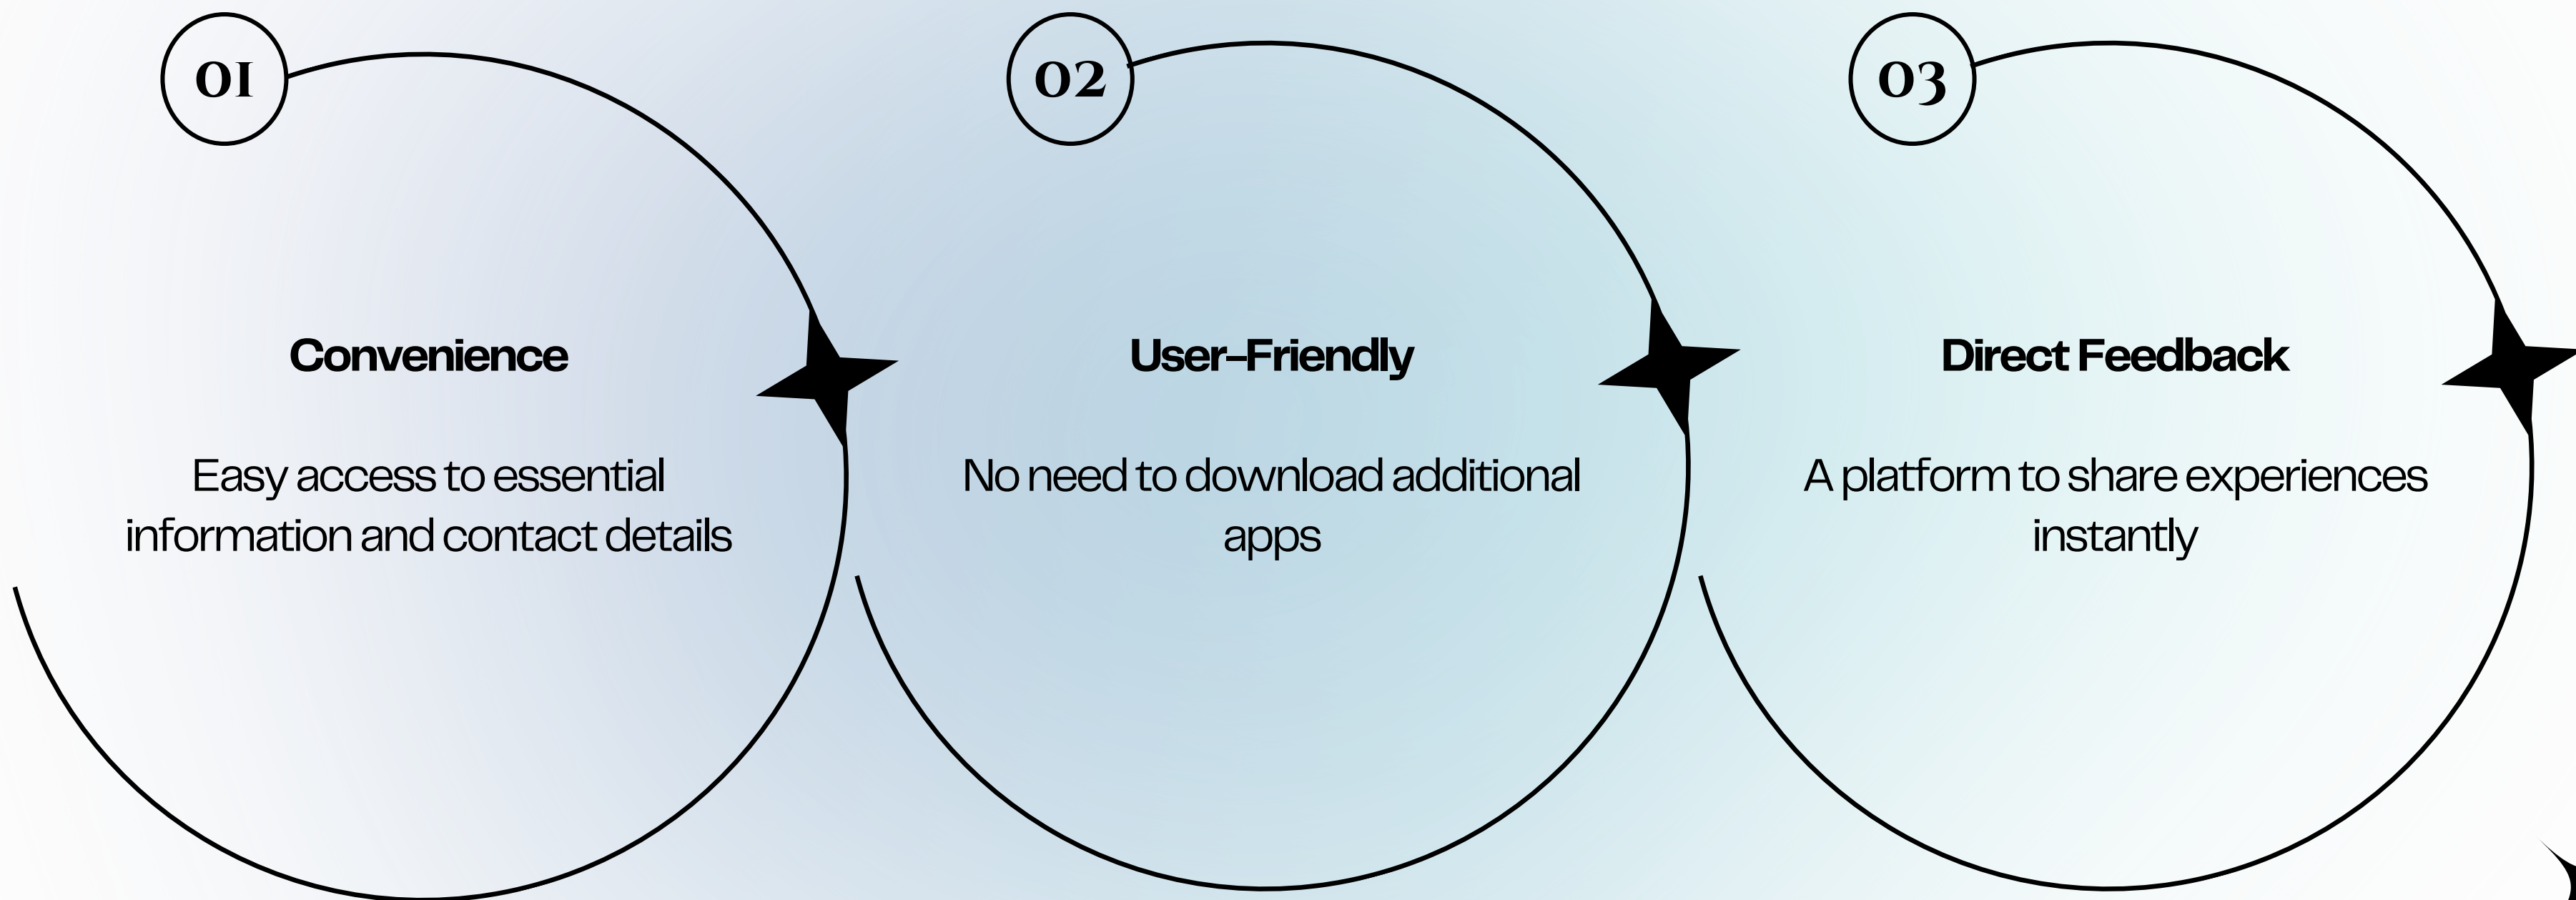 01
Convenience
Easy access to essential
information and contact details
02
User-Friendly
No need to download additional
apps
03
Direct Feedback
A platform to share experiences
instantly